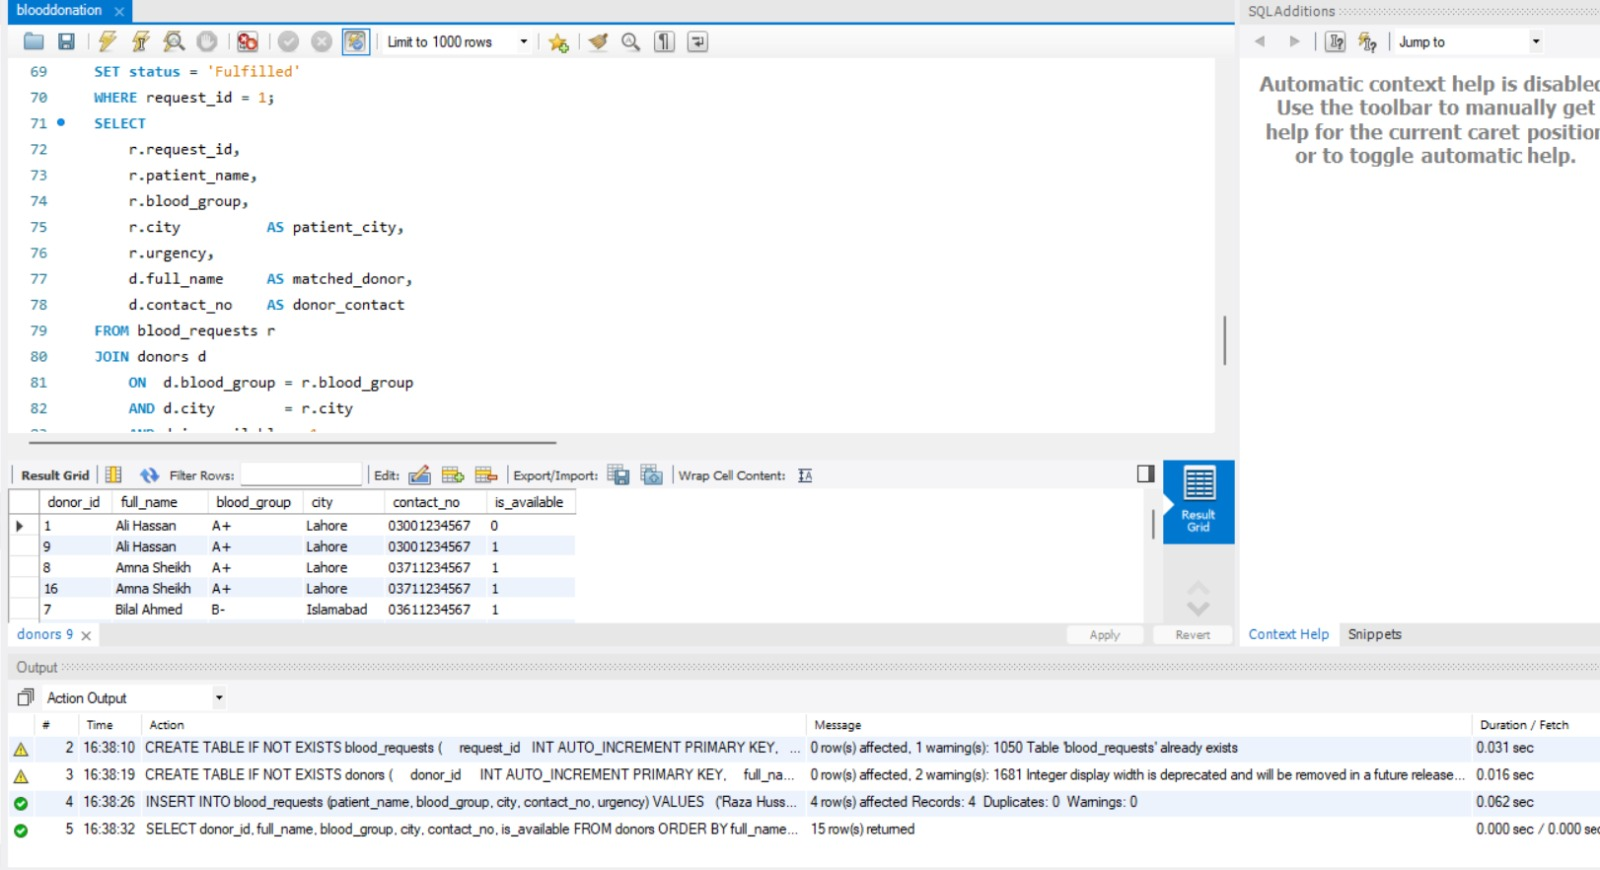 blooddonation
SQLAdditions
Limit to 1000 rows
Jump to
69 SET status = 'Fulfilled'
70 WHERE request_id = 1;
71 SELECT
72 r.request_id,
73 r.patient_name,
74 r.blood_group,
75 r.city AS patient_city,
76 r.urgency,
77 d.full_name AS matched_donor,
78 d.contact_no AS donor_contact
79 FROM blood_requests r
80 JOIN donors d
81 ON d.blood_group = r.blood_group
82 AND d.city = r.city
Automatic context help is disabled
Use the toolbar to manually get
help for the current caret position
or to toggle automatic help.
Result Grid Filter Rows: Edit: Export/Import: Wrap Cell Content:
donor_id full_name blood_group city contact_no is_available
1 Ali Hassan A+ Lahore 03001234567 0
9 Ali Hassan A+ Lahore 03001234567 1
8 Amna Sheikh A+ Lahore 03711234567 1
16 Amna Sheikh A+ Lahore 03711234567 1
7 Bilal Ahmed B- Islamabad 03611234567 1
Result
Grid
donors 9
Apply Revert
Context Help Snippets
Output
Action Output
# Time Action Message Duration / Fetch
2 16:38:10 CREATE TABLE IF NOT EXISTS blood_requests ( request_id INT AUTO_INCREMENT PRIMARY KEY, ... 0 row(s) affected, 1 warning(s): 1050 Table 'blood_requests' already exists 0.031 sec
3 16:38:19 CREATE TABLE IF NOT EXISTS donors ( donor_id INT AUTO_INCREMENT PRIMARY KEY, full_na... 0 row(s) affected, 2 warning(s): 1681 Integer display width is deprecated and will be removed in a future release... 0.016 sec
4 16:38:26 INSERT INTO blood_requests (patient_name, blood_group, city, contact_no, urgency) VALUES ('Raza Huss... 4 row(s) affected Records: 4 Duplicates: 0 Warnings: 0 0.062 sec
5 16:38:32 SELECT donor_id, full_name, blood_group, city, contact_no, is_available FROM donors ORDER BY full_name... 15 row(s) returned 0.000 sec / 0.000 sec